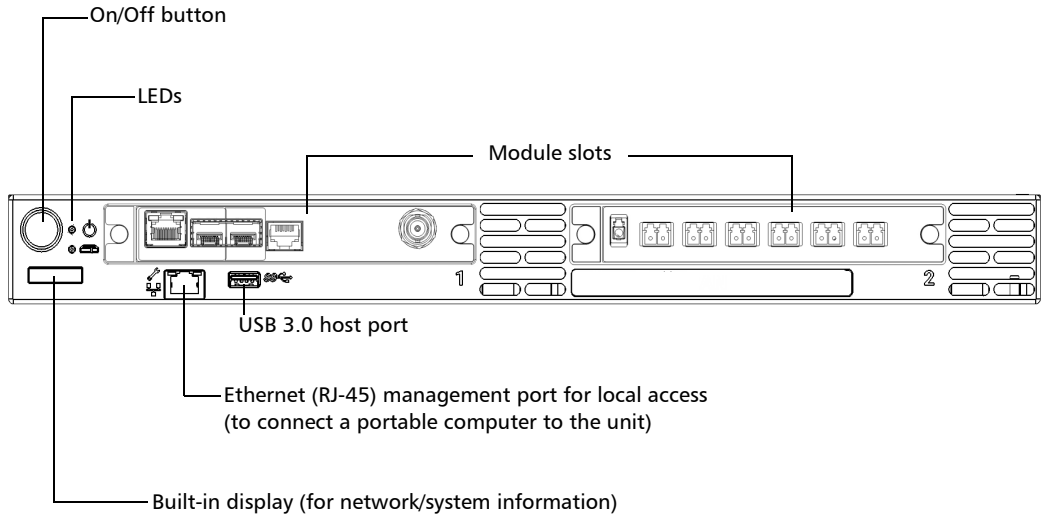 On/Off button
LEDs
Module slots
1
2
USB 3.0 host port
Ethernet (RJ-45) management port for local access
(to connect a portable computer to the unit)
Built-in display (for network/system information)